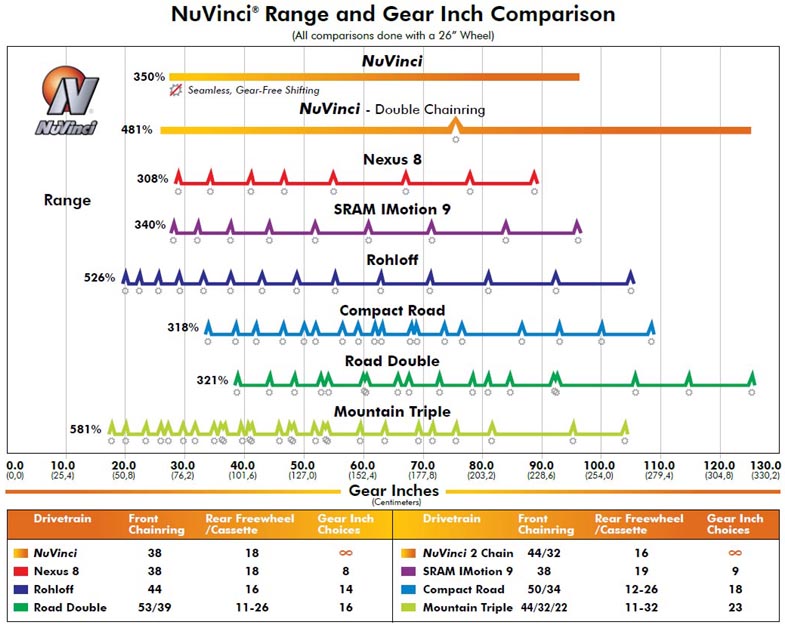 NuVinci® Range and Gear Inch Comparison
(All comparisons done with a 26" Wheel)
NuVinci
NuVinci
350%
Seamless, Gear-Free Shifting
NuVinci - Double Chainring
481%
Nexus 8
308%
Range
SRAM IMotion 9
340%
Rohloff
526%
Compact Road
318%
Road Double
321%
Mountain Triple
581%
0.0 10.0 20.0 30.0 40.0 50.0 60.0 70.0 80.0 90.0 100.0 110.0 120.0 130.0
(0,0) (25,4) (50,8) (76,2) (101,6) (127,0) (152,4) (177,8) (203,2) (228,6) (254,0) (279,4) (304,8) (330,2)
Gear Inches
(Centimeters)
Drivetrain Front Chainring Rear Freewheel /Cassette Gear Inch Choices
NuVinci 38 18 ∞
Nexus 8 38 18 8
Rohloff 44 16 14
Road Double 53/39 11-26 16
Drivetrain Front Chainring Rear Freewheel /Cassette Gear Inch Choices
NuVinci 2 Chain 44/32 16 ∞
SRAM IMotion 9 38 19 9
Compact Road 50/34 12-26 18
Mountain Triple 44/32/22 11-32 23